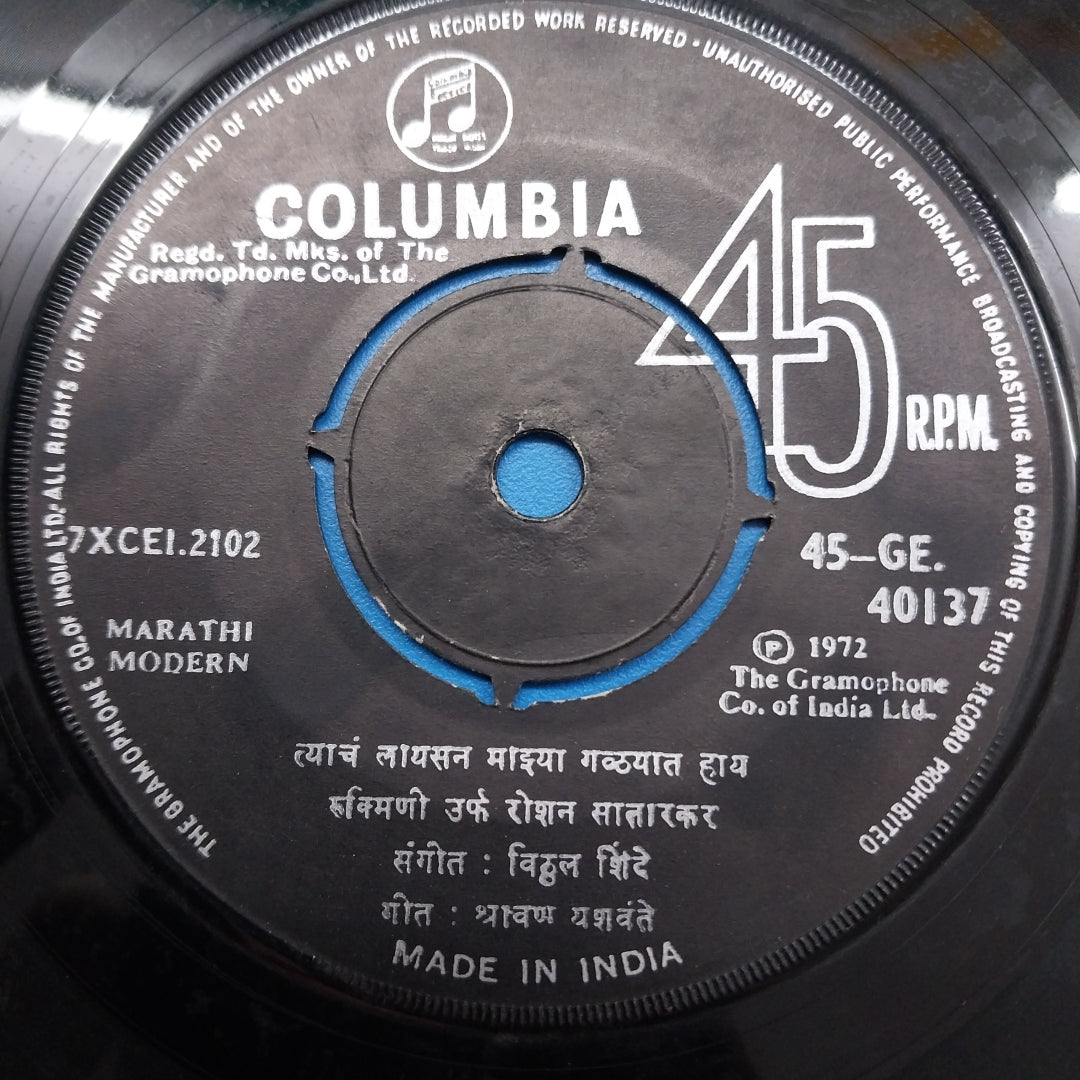 THE GRAMOPHONE CO.OF INDIA LTD. ALL RIGHTS OF THE MANUFACTURER AND OF THE OWNER OF THE RECORDED WORK RESERVED · UNAUTHORISED PUBLIC PERFORMANCE BROADCASTING AND COPYING OF THIS RECORD PROHIBITED
COLUMBIA
Regd. Td. Mks. of The
Gramophone Co., Ltd.
45 R.P.M.
7XCEI.2102
45–GE.
40137
MARATHI
MODERN
Ⓟ 1972
The Gramophone
Co. of India Ltd.
त्याचं लायसन माझ्या गळ्यात हाय
रुक्मिणी उर्फ रोशन सातारकर
संगीत : विठ्ठल शिंदे
गीत : श्रावण यशवंते
MADE IN INDIA